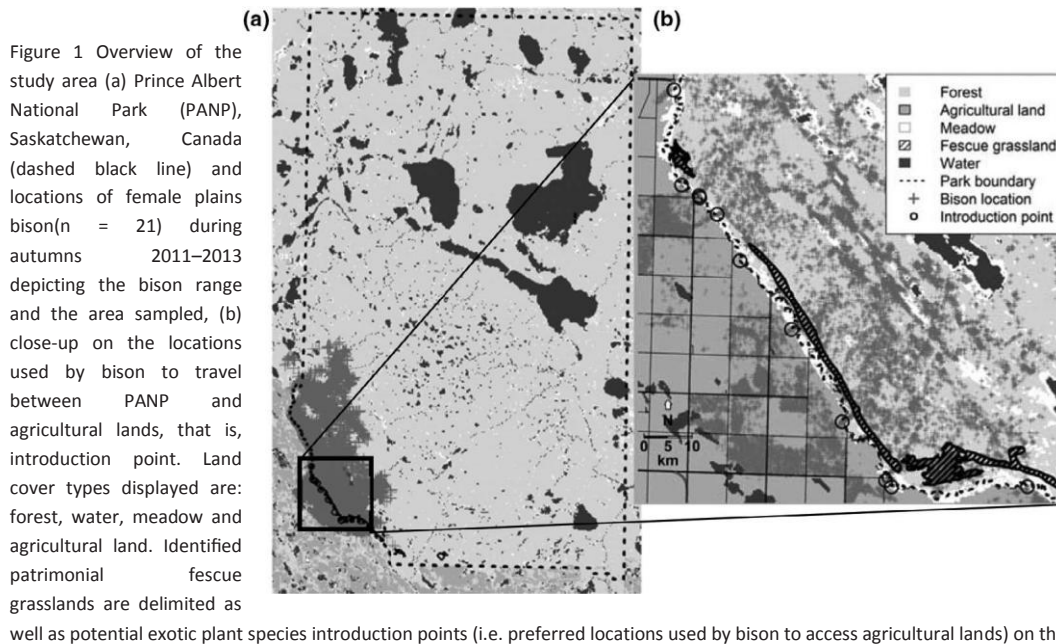 (a)
(b)
Figure 1 Overview of the
study area (a) Prince Albert
National Park (PANP),
Saskatchewan, Canada
(dashed black line) and
locations of female plains
bison(n = 21) during
autumns 2011–2013
depicting the bison range
and the area sampled, (b)
close-up on the locations
used by bison to travel
between PANP and
agricultural lands, that is,
introduction point. Land
cover types displayed are:
forest, water, meadow and
agricultural land. Identified
patrimonial fescue
grasslands are delimited as
well as potential exotic plant species introduction points (i.e. preferred locations used by bison to access agricultural lands) on th
Forest
Agricultural land
Meadow
Fescue grassland
Water
Park boundary
Bison location
Introduction point
N
0 5 10
km